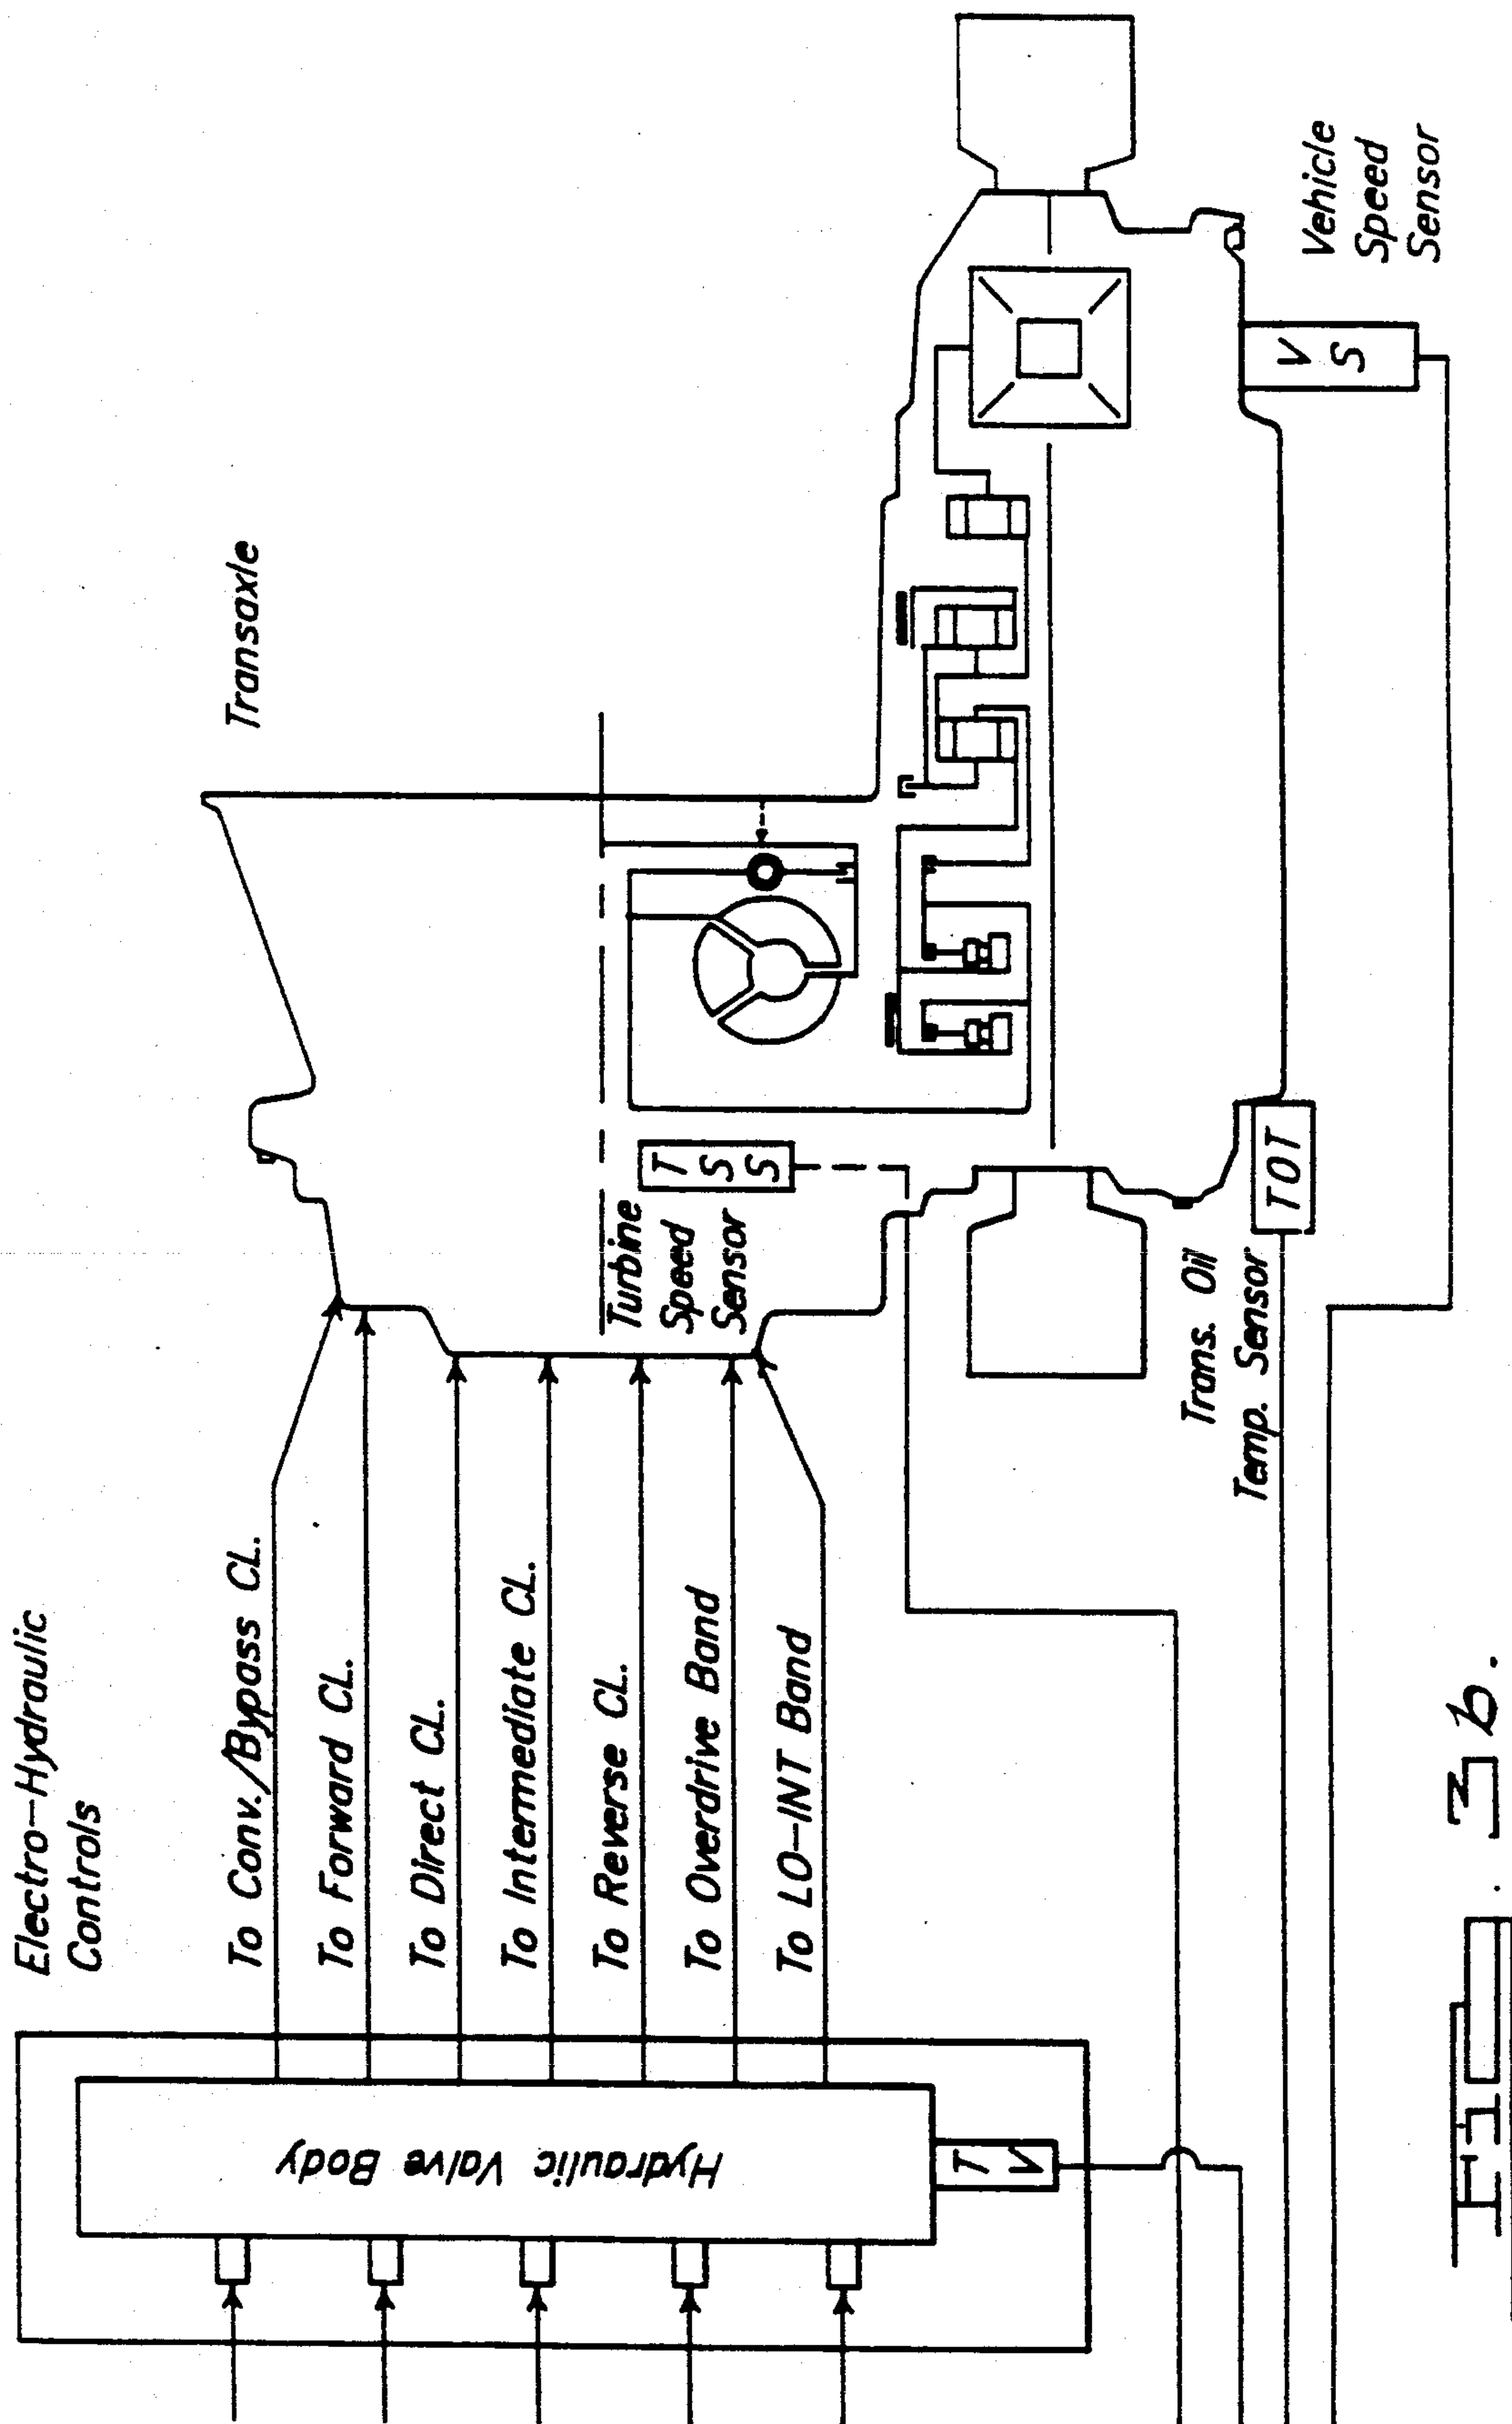 Electro-Hydraulic
Controls
Transaxle
To Conv./Bypass CL.
To Forward CL.
To Direct CL.
To Intermediate CL.
To Reverse CL.
To Overdrive Band
To LO-INT Band
Hydraulic Valve Body
T
V
Turbine
Speed
Sensor
T
S
S
Trans. Oil
Temp. Sensor
TOT
Vehicle
Speed
Sensor
V
S
FIG. 3b.